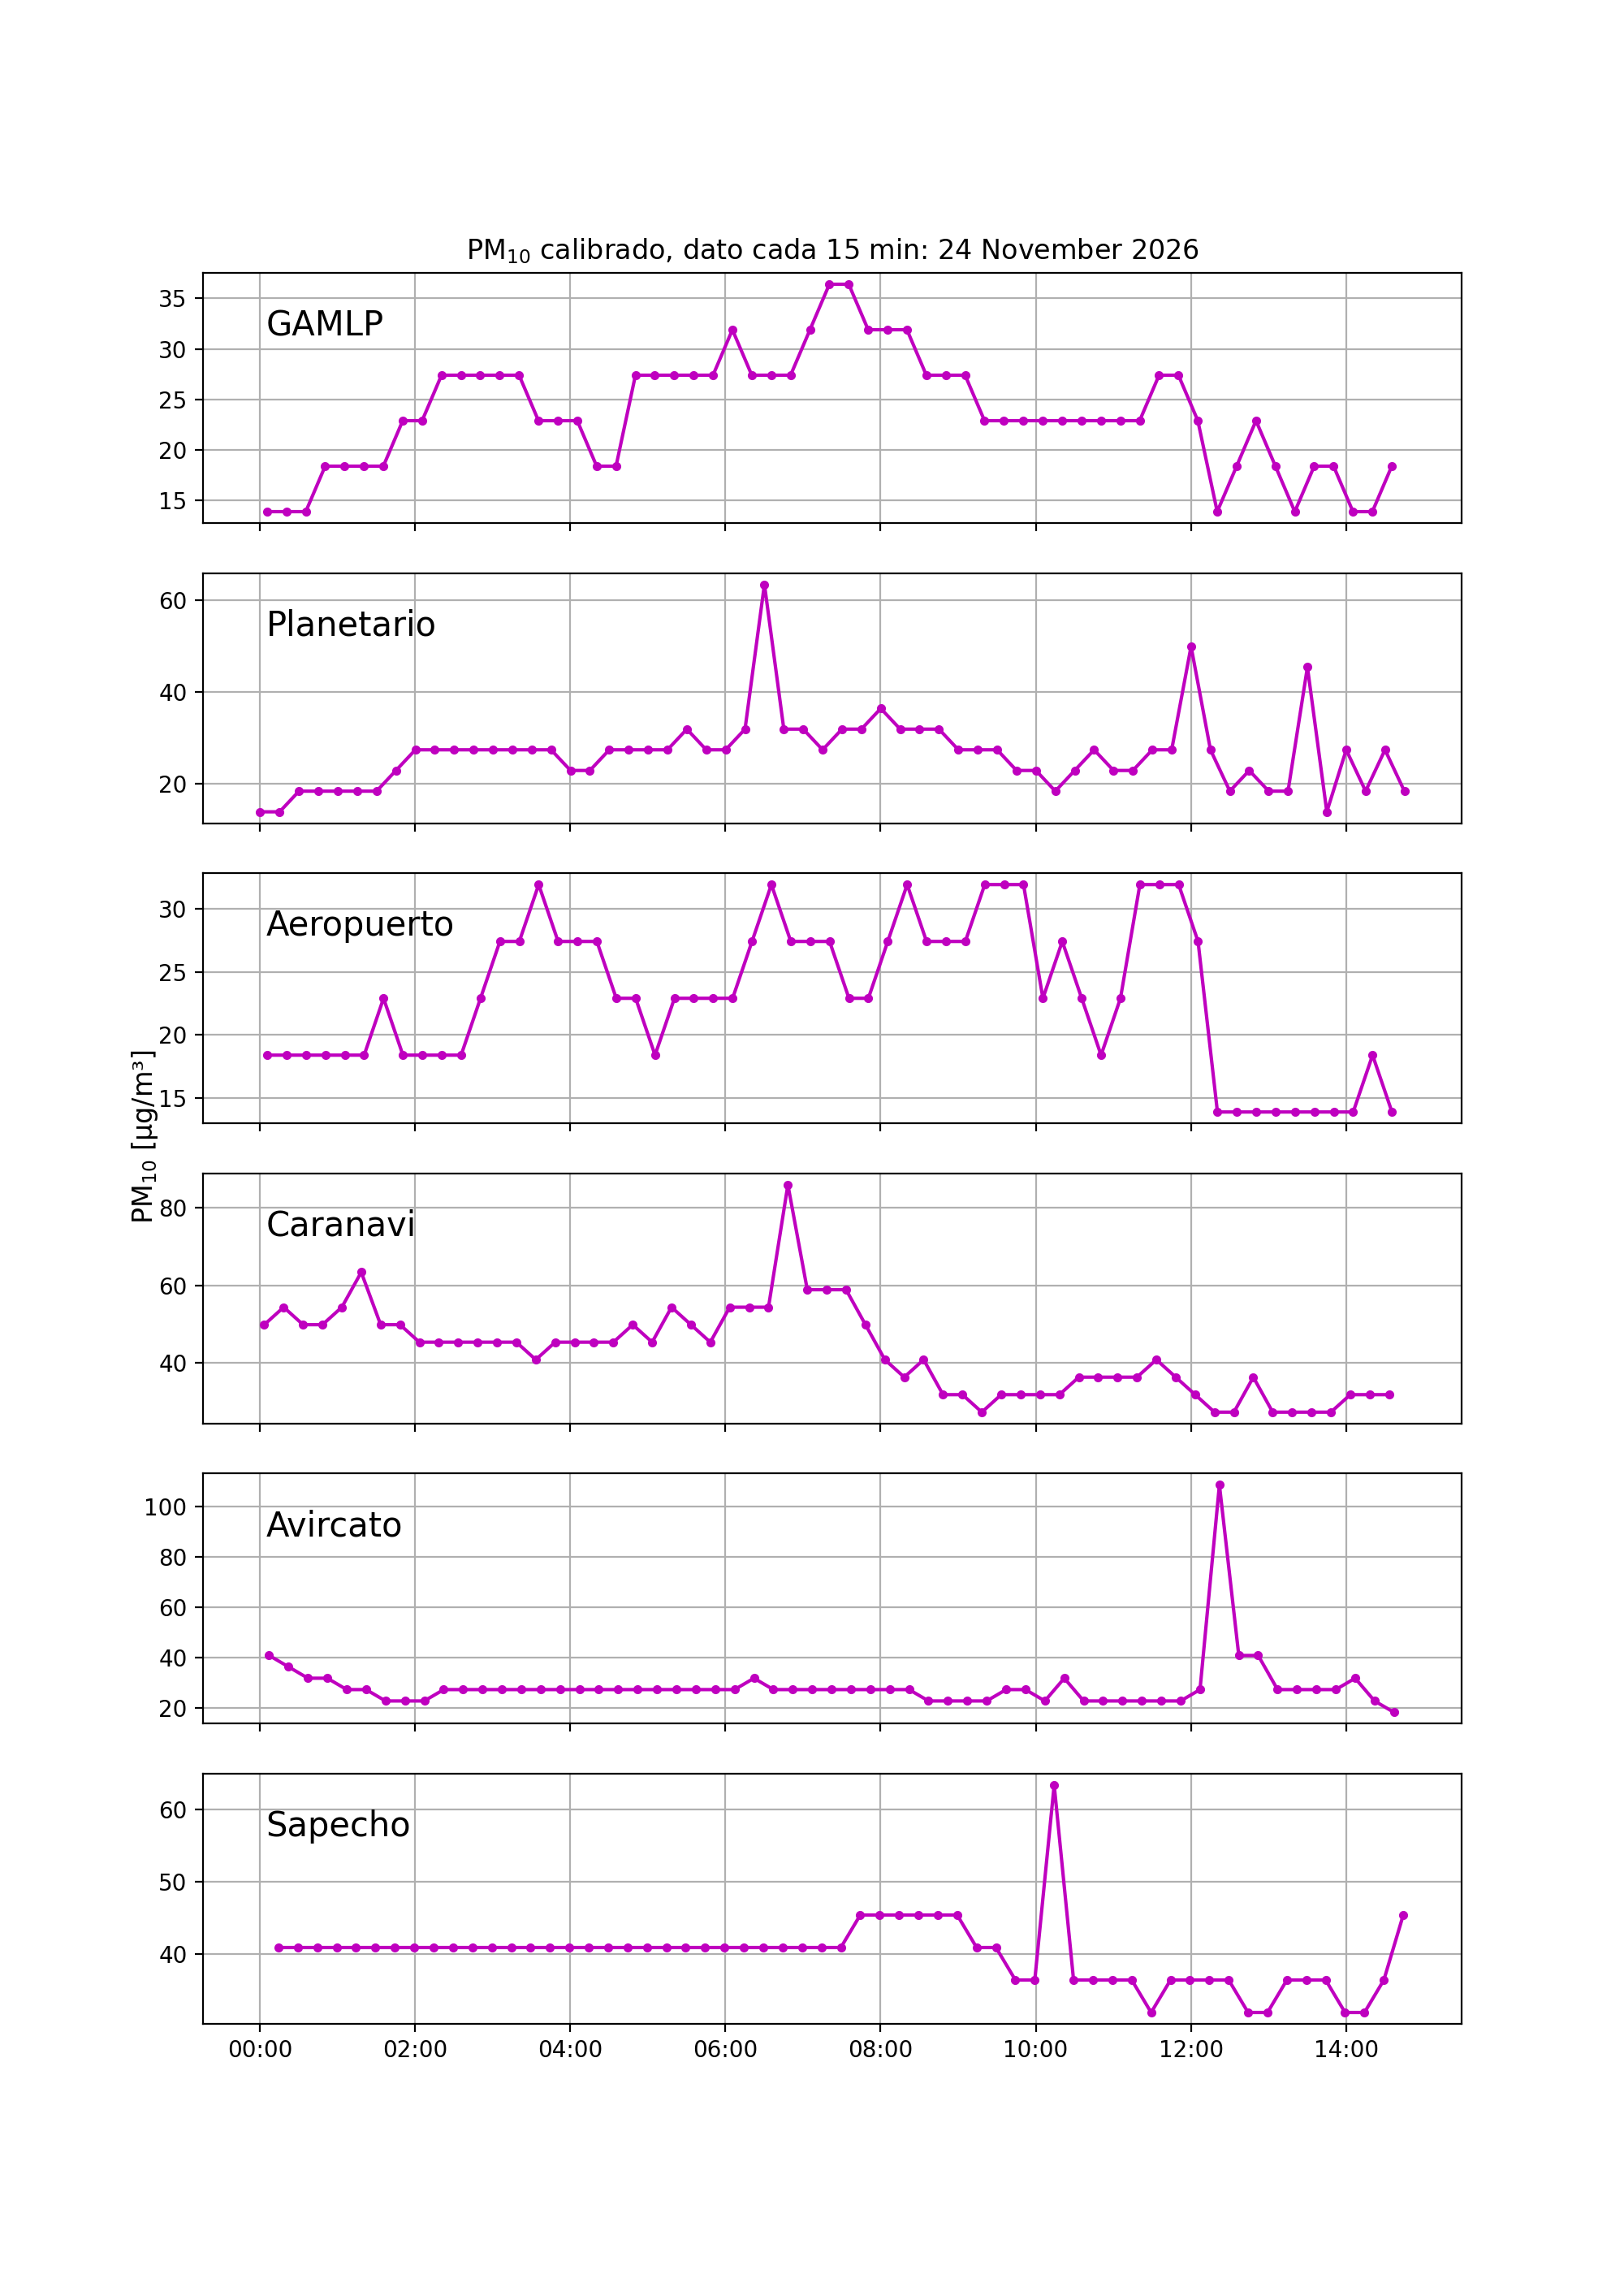 PM₁₀ calibrado, dato cada 15 min: 24 November 2026
35
30
25
20
15
GAMLP
60
40
20
Planetario
30
25
20
15
Aeropuerto
PM₁₀ [µg/m³]
80
60
40
Caranavi
100
80
60
40
20
Avircato
60
50
40
Sapecho
00:00 02:00 04:00 06:00 08:00 10:00 12:00 14:00